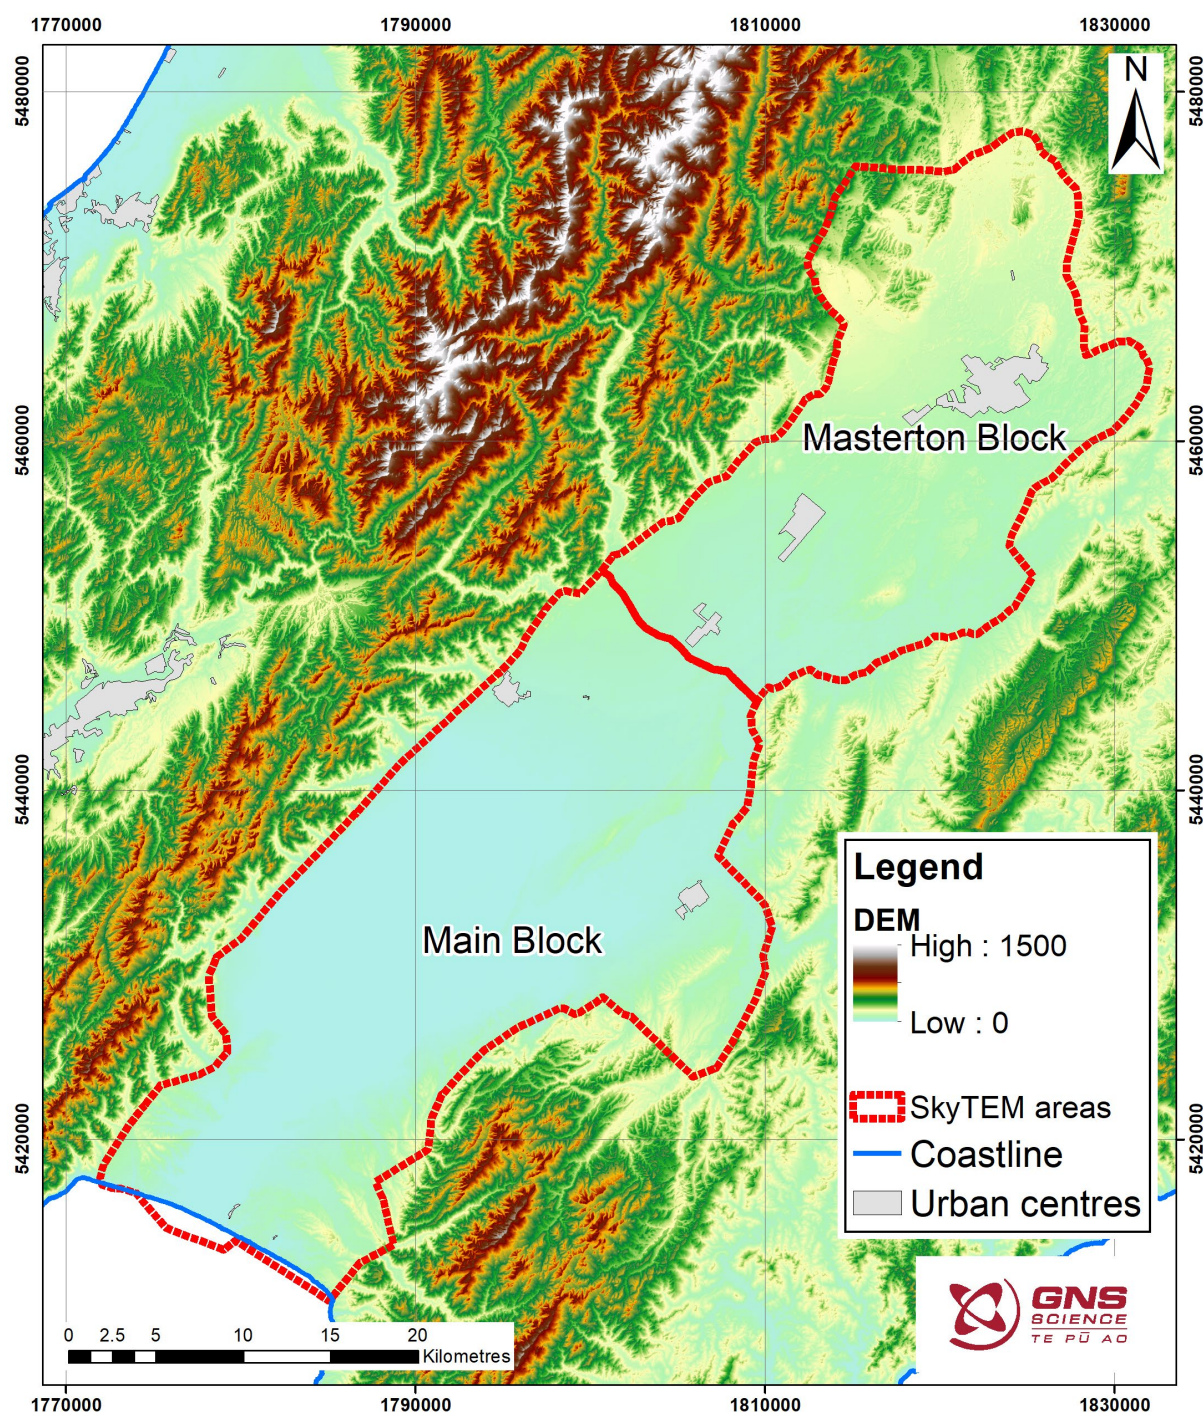 1770000 1790000 1810000 1830000
5480000 5480000
N
Masterton Block
5460000 5460000
5440000 5440000
Main Block
Legend
DEM
High : 1500
Low : 0
SkyTEM areas
Coastline
Urban centres
5420000 5420000
GNS
SCIENCE
TE PŪ AO
0 2.5 5 10 15 20
Kilometres
1770000 1790000 1810000 1830000